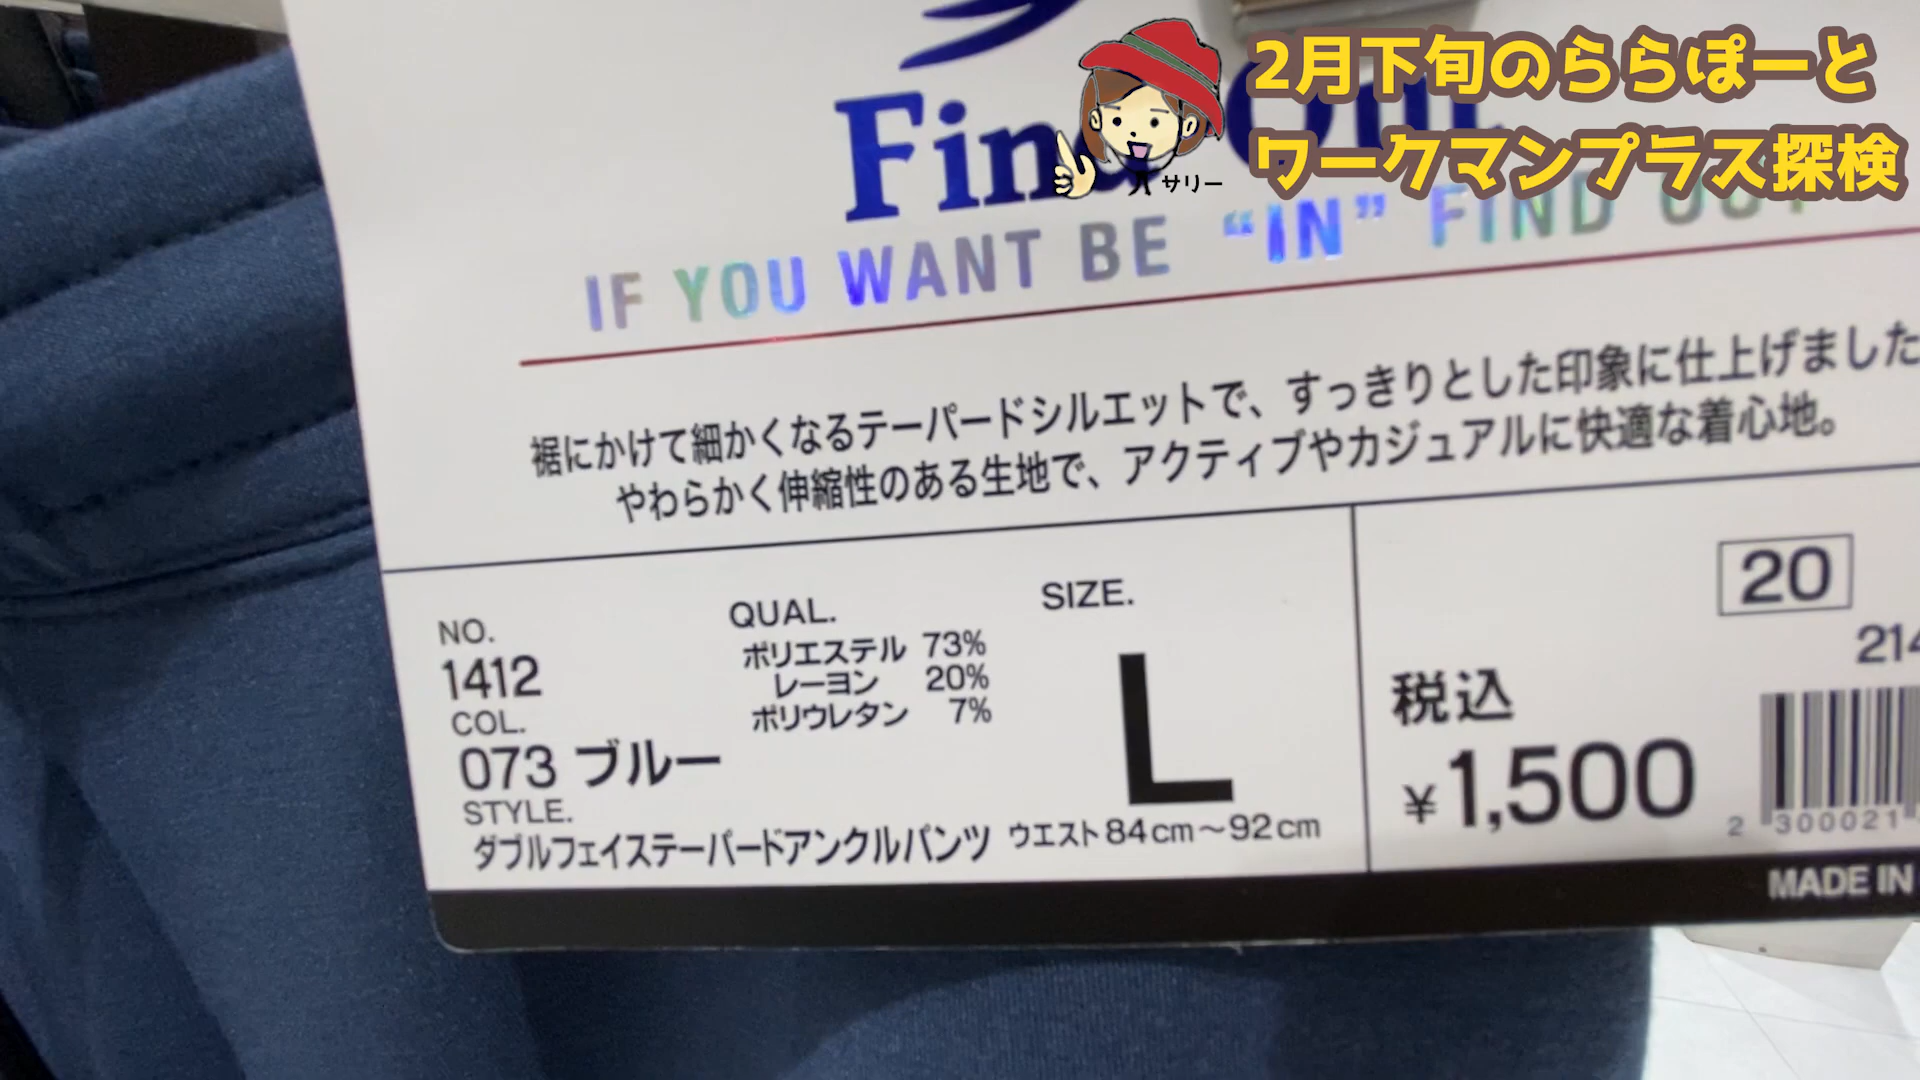 2月下旬のららぽーと
ワークマンプラス探検
サリー
IF YOU WANT BE “IN” FIND OUT
裾にかけて細かくなるテーパードシルエットで、すっきりとした印象に仕上げました
やわらかく伸縮性のある生地で、アクティブやカジュアルに快適な着心地。
NO.
1412
COL.
073 ブルー
STYLE.
ダブルフェイステーパードアンクルパンツ
QUAL.
ポリエステル 73%
レーヨン 20%
ポリウレタン 7%
SIZE.
L
ウエスト84cm～92cm
20
214
税込
¥1,500
2 300021
MADE IN